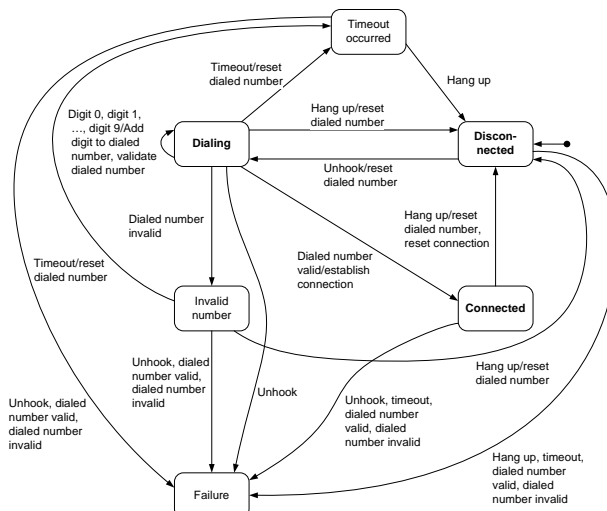 Timeout
occurred
Timeout/reset
dialed number
Hang up
Digit 0, digit 1,
…, digit 9/Add
digit to dialed
number, validate
dialed number
Hang up/reset
dialed number
Dialing
Discon-
nected
Unhook/reset
dialed number
Dialed number
invalid
Hang up/reset
dialed number,
reset connection
Dialed number
valid/establish
connection
Timeout/reset
dialed number
Invalid
number
Connected
Unhook, dialed
number valid,
dialed number
invalid
Hang up/reset
dialed number
Unhook
Unhook, timeout,
dialed number
valid, dialed
number invalid
Unhook, dialed
number valid,
dialed number
invalid
Hang up, timeout,
dialed number
valid, dialed
number invalid
Failure